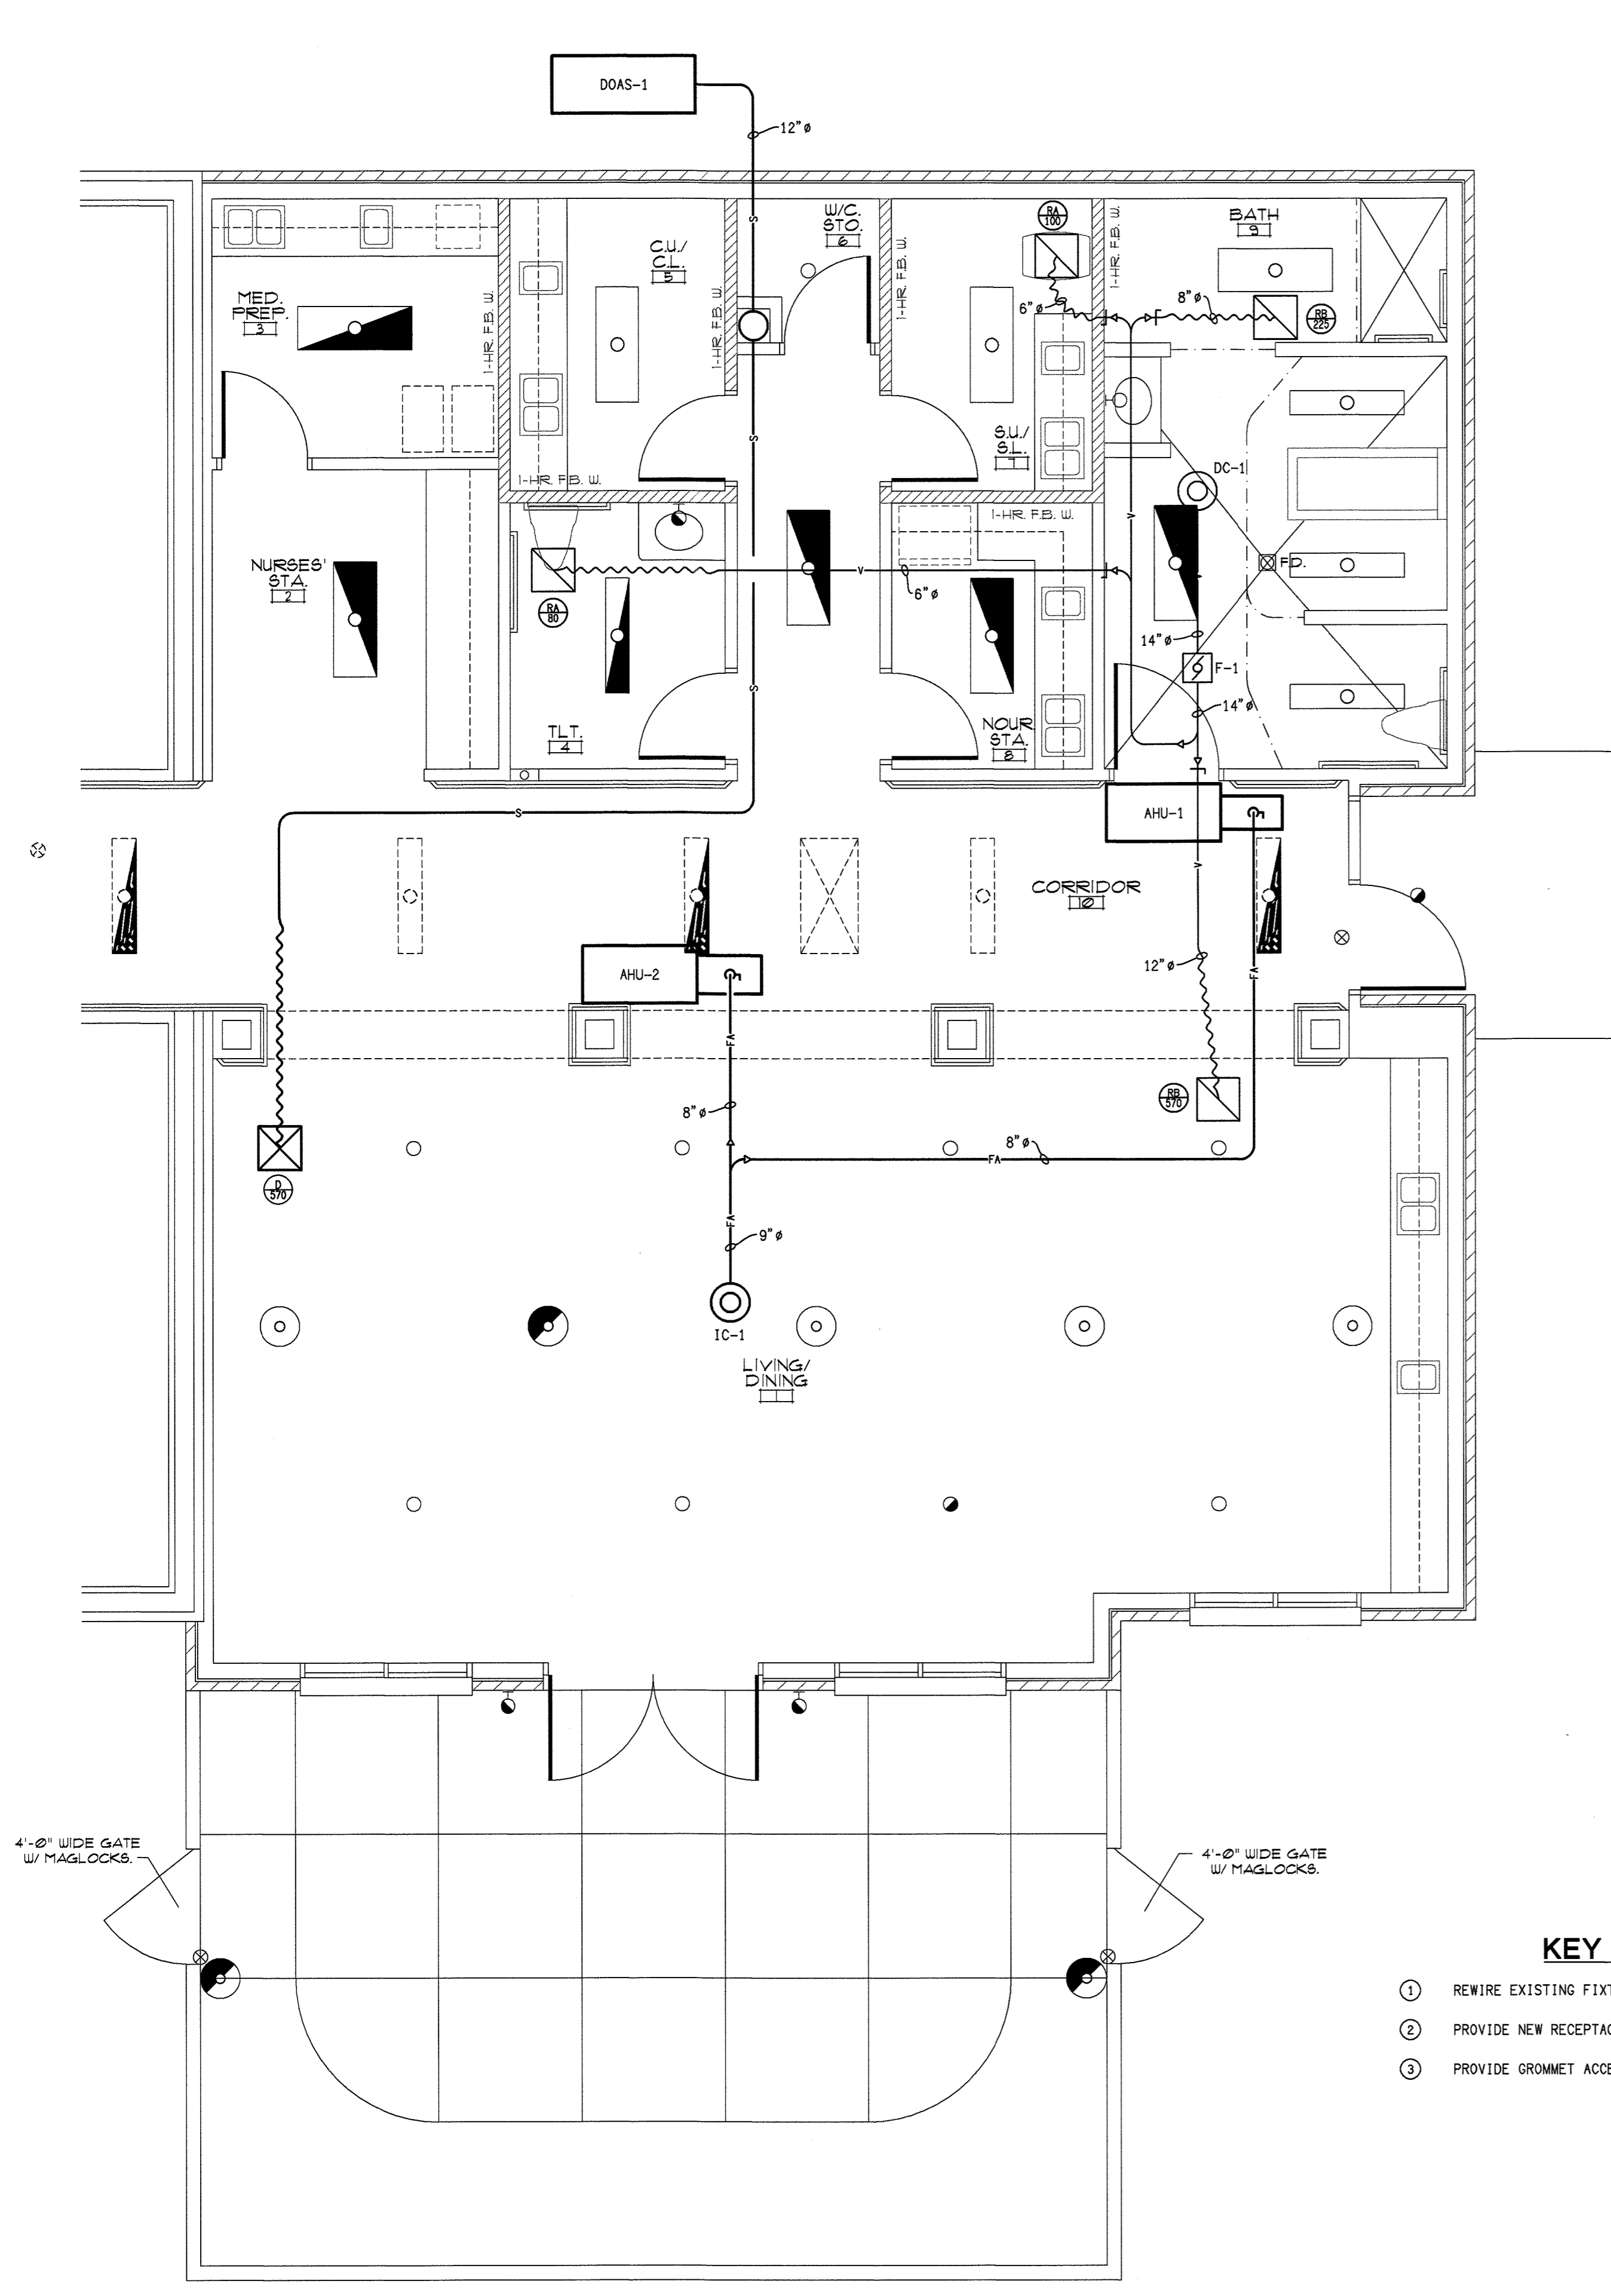 DOAS-1
12"ø
S
W/C.
STO.
6
RA
100
BATH
9
C.U./
C.L.
5
MED.
PREP.
3
1-HR. F.B. W.
1-HR. F.B. W.
1-HR. F.B. W.
1-HR. F.B. W.
6"ø
8"ø
RB
225
S
S.U./
S.L.
7
DC-1
1-HR. F.B. W.
1-HR. F.B. W.
V
NURSES'
STA.
2
F.D.
V
6"ø
RA
80
14"ø
F-1
S
14"ø
TLT.
4
NOUR.
STA.
8
S
AHU-1
V
CORRIDOR
10
12"ø
FA
AHU-2
FA
RB
570
8"ø
8"ø
FA
D
570
FA
9"ø
IC-1
LIVING/
DINING
1
4'-0" WIDE GATE
W/ MAGLOCKS.
4'-0" WIDE GATE
W/ MAGLOCKS.
KEY
1 REWIRE EXISTING FIXT
2 PROVIDE NEW RECEPTAC
3 PROVIDE GROMMET ACCE